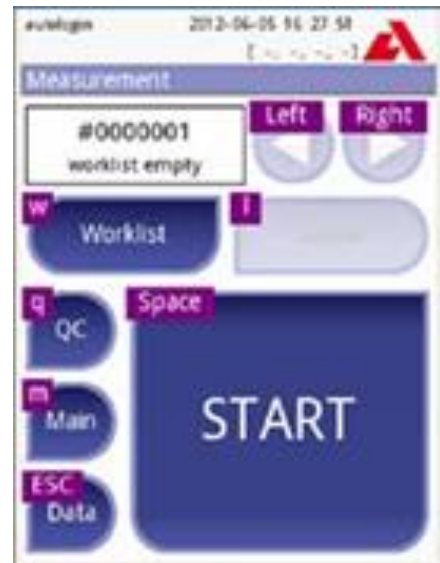 autologin 2012-06-05 16 27 58
[ -, -, -, -]
Measurement
#0000001
worklist empty
Left
Right
w
Worklist
l
q
QC
Space
START
m
Main
ESC
Data